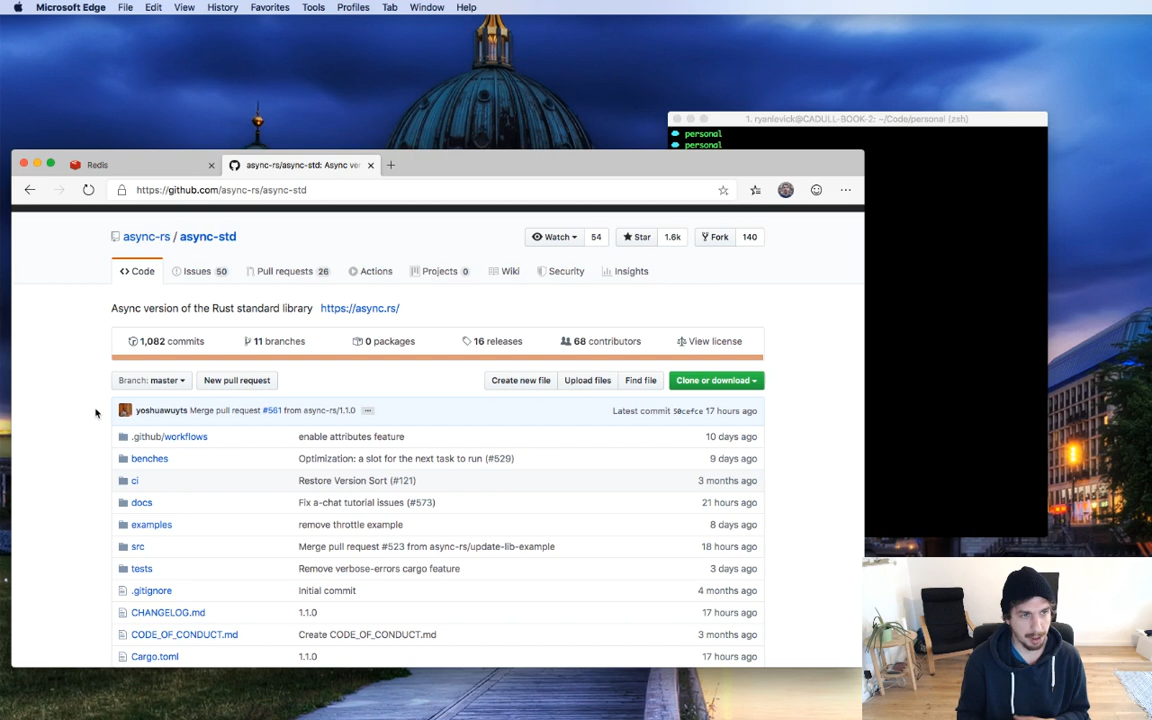 Microsoft Edge File Edit View History Favorites Tools Profiles Tab Window Help
1. ryanlevick@CADULL-BOOK-2: ~/Code/personal (zsh)
personal
personal
Redis
async-rs/async-std: Async ver
https://github.com/async-rs/async-std
async-rs / async-std
Watch 54 Star 1.6k Fork 140
Code Issues 50 Pull requests 26 Actions Projects 0 Wiki Security Insights
Async version of the Rust standard library https://async.rs/
1,082 commits 11 branches 0 packages 16 releases 68 contributors View license
Branch: master New pull request Create new file Upload files Find file Clone or download
yoshuawuyts Merge pull request #561 from async-rs/1.1.0 ... Latest commit 50cefce 17 hours ago
.github/workflows enable attributes feature 10 days ago
benches Optimization: a slot for the next task to run (#529) 9 days ago
ci Restore Version Sort (#121) 3 months ago
docs Fix a-chat tutorial issues (#573) 21 hours ago
examples remove throttle example 8 days ago
src Merge pull request #523 from async-rs/update-lib-example 18 hours ago
tests Remove verbose-errors cargo feature 3 days ago
.gitignore Initial commit 4 months ago
CHANGELOG.md 1.1.0 17 hours ago
CODE_OF_CONDUCT.md Create CODE_OF_CONDUCT.md 3 months ago
Cargo.toml 1.1.0 17 hours ago